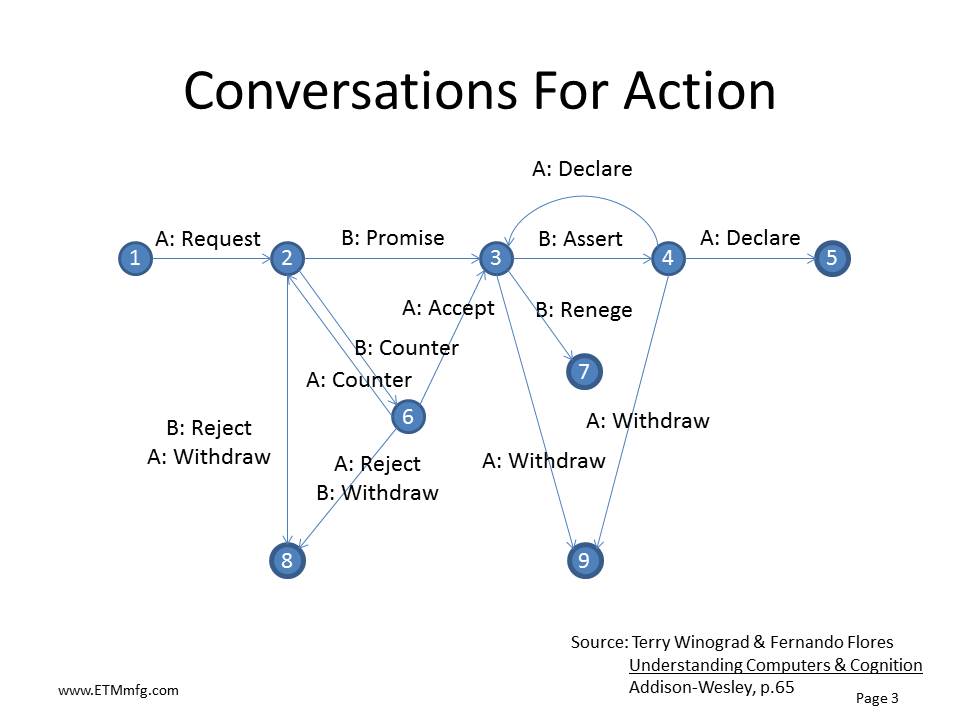 Conversations For Action
A: Declare
A: Request
B: Promise
B: Assert
A: Declare
1
2
3
4
5
A: Accept
B: Renege
B: Counter
A: Counter
7
6
A: Withdraw
B: Reject
A: Withdraw
A: Reject
B: Withdraw
A: Withdraw
8
9
Source: Terry Winograd & Fernando Flores
Understanding Computers & Cognition
Addison-Wesley, p.65
www.ETMmfg.com
Page 3